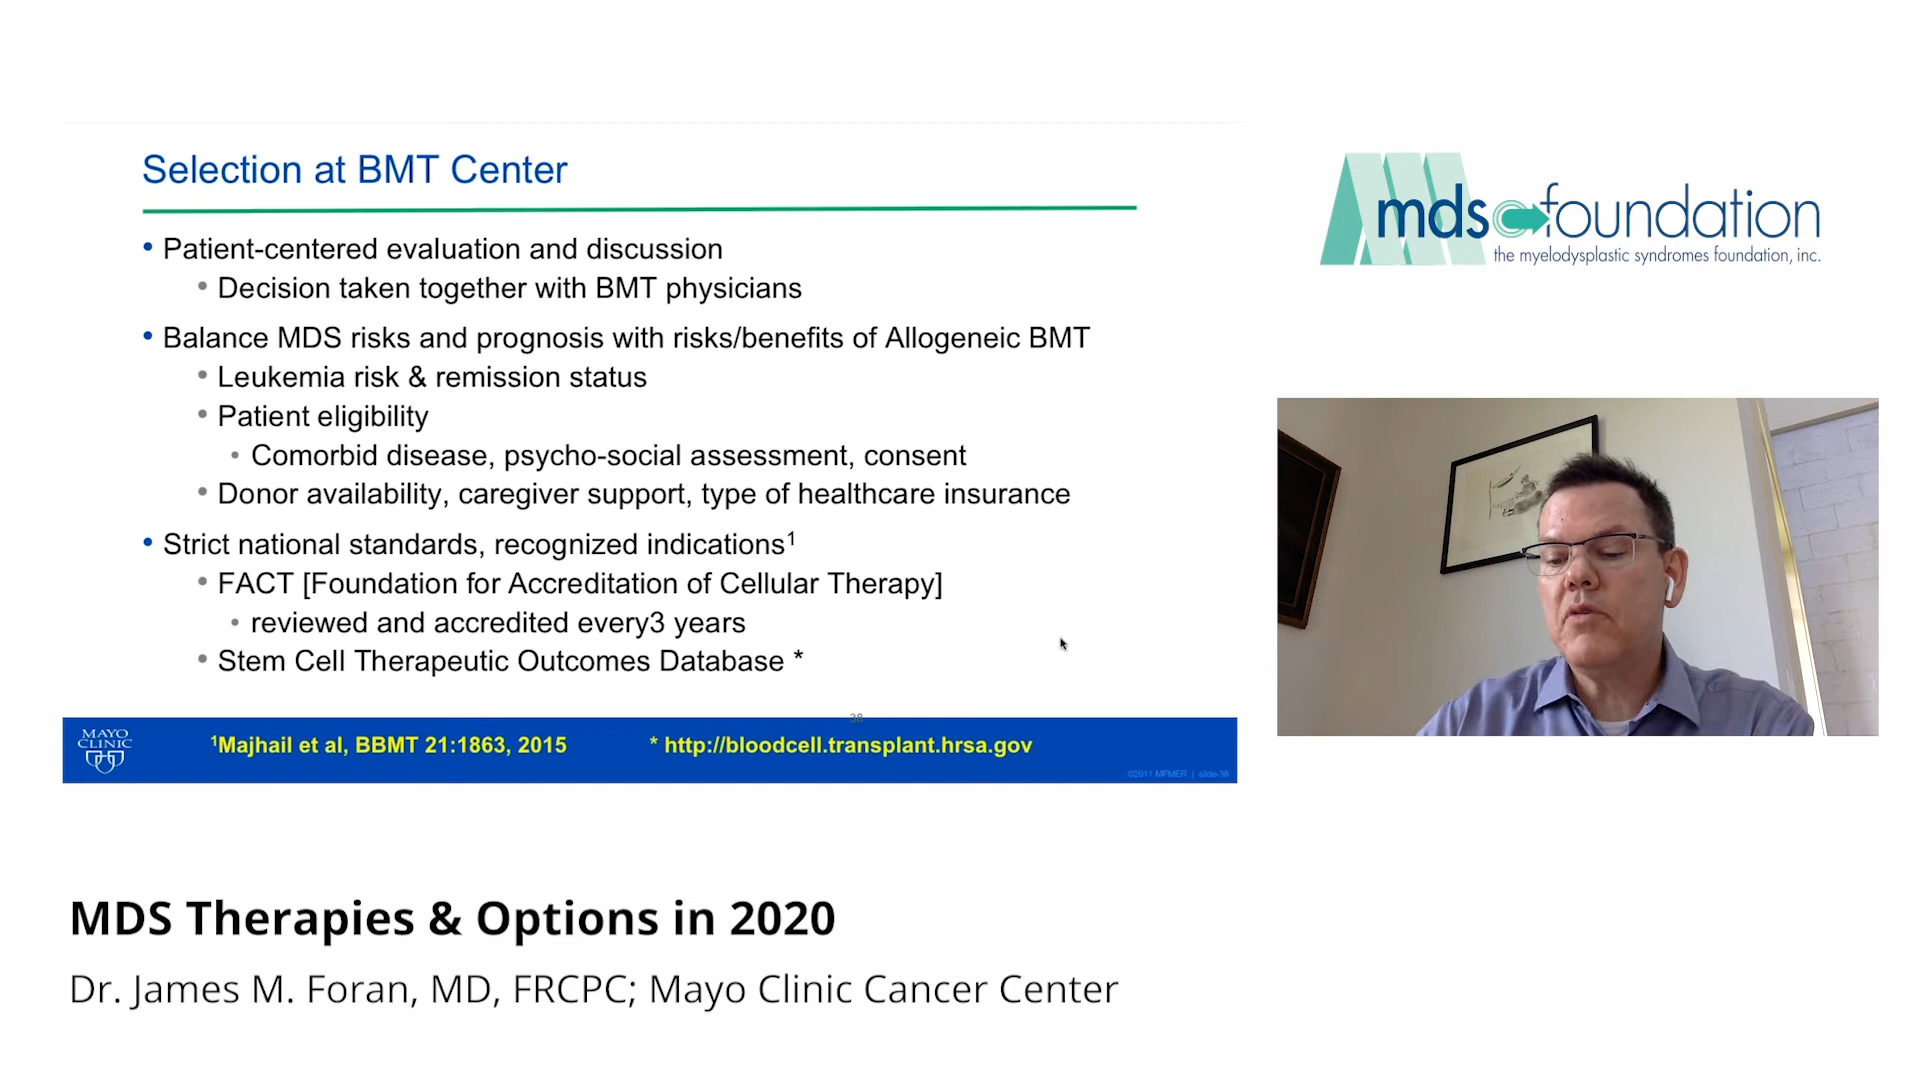 Selection at BMT Center
• Patient-centered evaluation and discussion
• Decision taken together with BMT physicians
• Balance MDS risks and prognosis with risks/benefits of Allogeneic BMT
• Leukemia risk & remission status
• Patient eligibility
• Comorbid disease, psycho-social assessment, consent
• Donor availability, caregiver support, type of healthcare insurance
• Strict national standards, recognized indications¹
• FACT [Foundation for Accreditation of Cellular Therapy]
• reviewed and accredited every3 years
• Stem Cell Therapeutic Outcomes Database *
38
MAYO
CLINIC
¹Majhail et al, BBMT 21:1863, 2015
* http://bloodcell.transplant.hrsa.gov
©2011 MFMER | slide-38
mds foundation
the myelodysplastic syndromes foundation, inc.
MDS Therapies & Options in 2020
Dr. James M. Foran, MD, FRCPC; Mayo Clinic Cancer Center